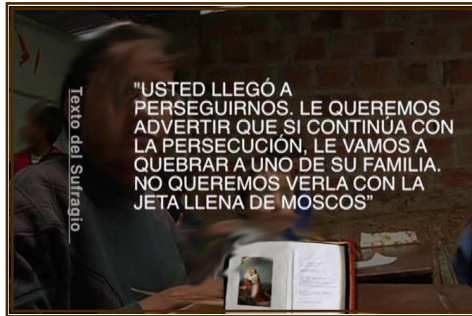 Texto del Sufragio
"USTED LLEGÓ A
PERSEGUIRNOS. LE QUEREMOS
ADVERTIR QUE SI CONTINÚA CON
LA PERSECUCIÓN, LE VAMOS A
QUEBRAR A UNO DE SU FAMILIA.
NO QUEREMOS VERLA CON LA
JETA LLENA DE MOSCOS”